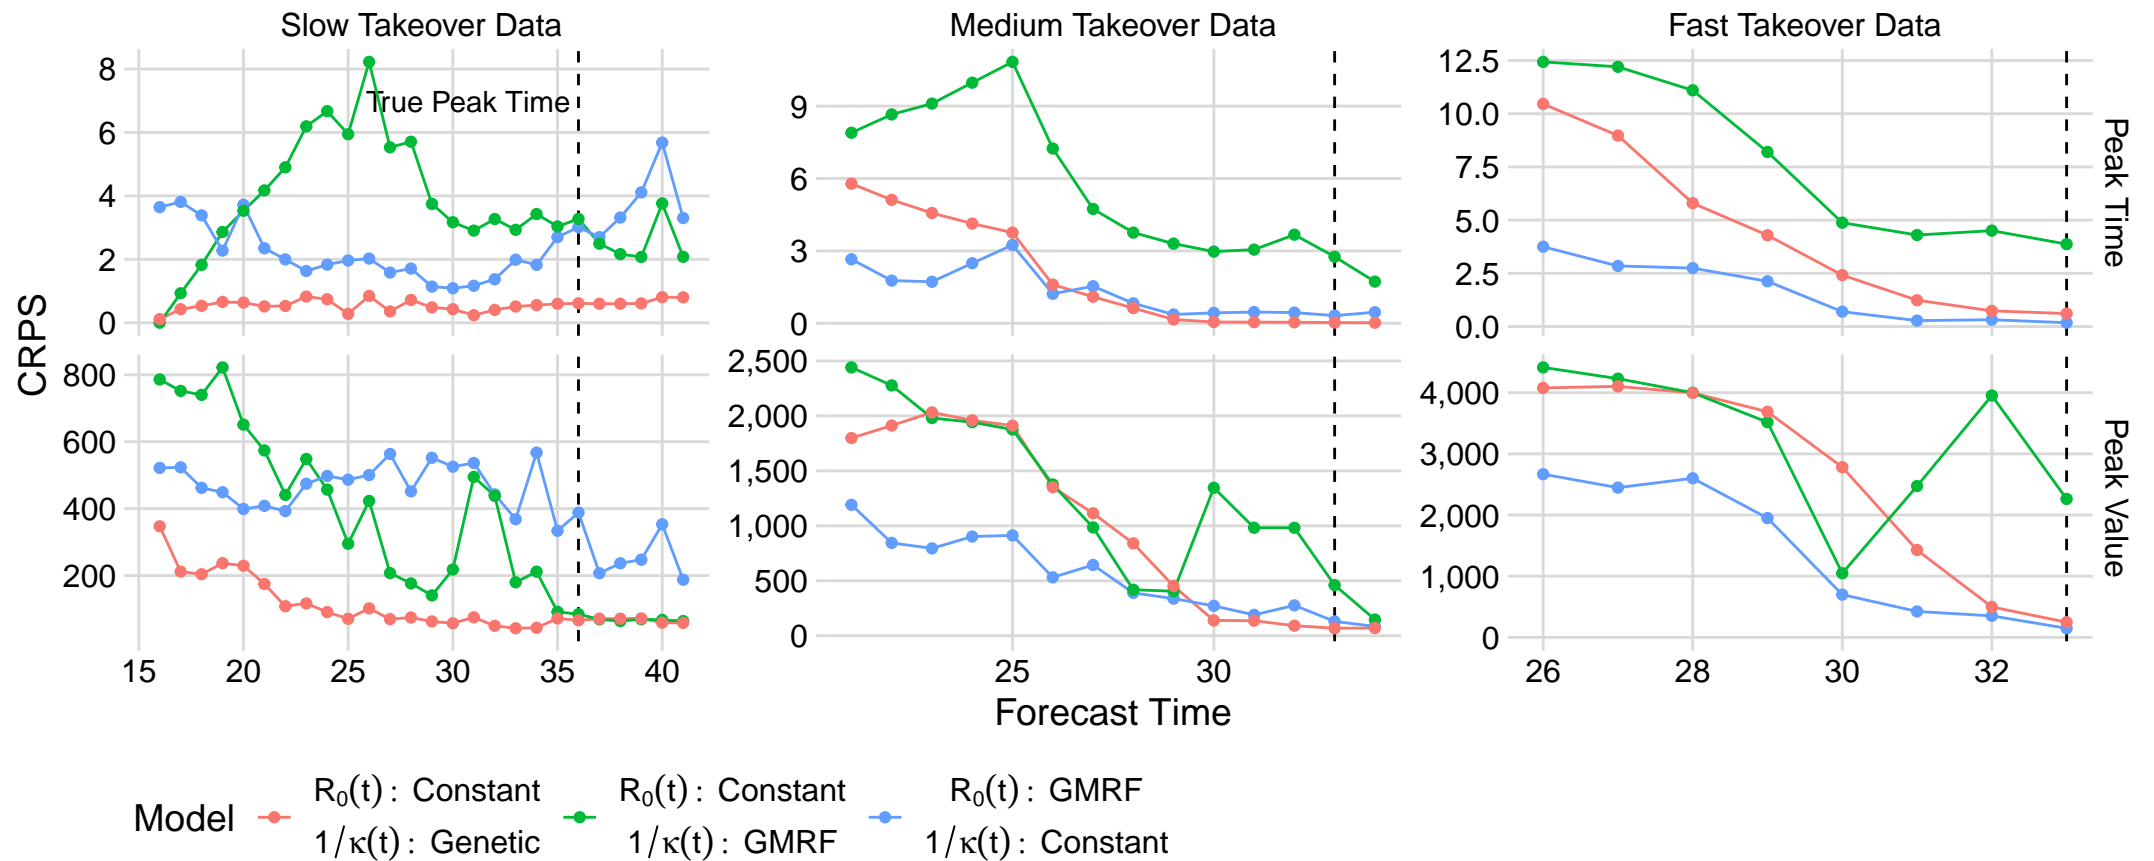 Slow Takeover Data
Medium Takeover Data
Fast Takeover Data
8
6
4
2
0
True Peak Time
9
6
3
0
12.5
10.0
7.5
5.0
2.5
0.0
Peak Time
CRPS
800
600
400
200
2,500
2,000
1,500
1,000
500
0
4,000
3,000
2,000
1,000
0
Peak Value
15 20 25 30 35 40
25 30
26 28 30 32
Forecast Time
Model
R₀(t) : Constant
1/κ(t) : Genetic
R₀(t) : Constant
1/κ(t) : GMRF
R₀(t) : GMRF
1/κ(t) : Constant